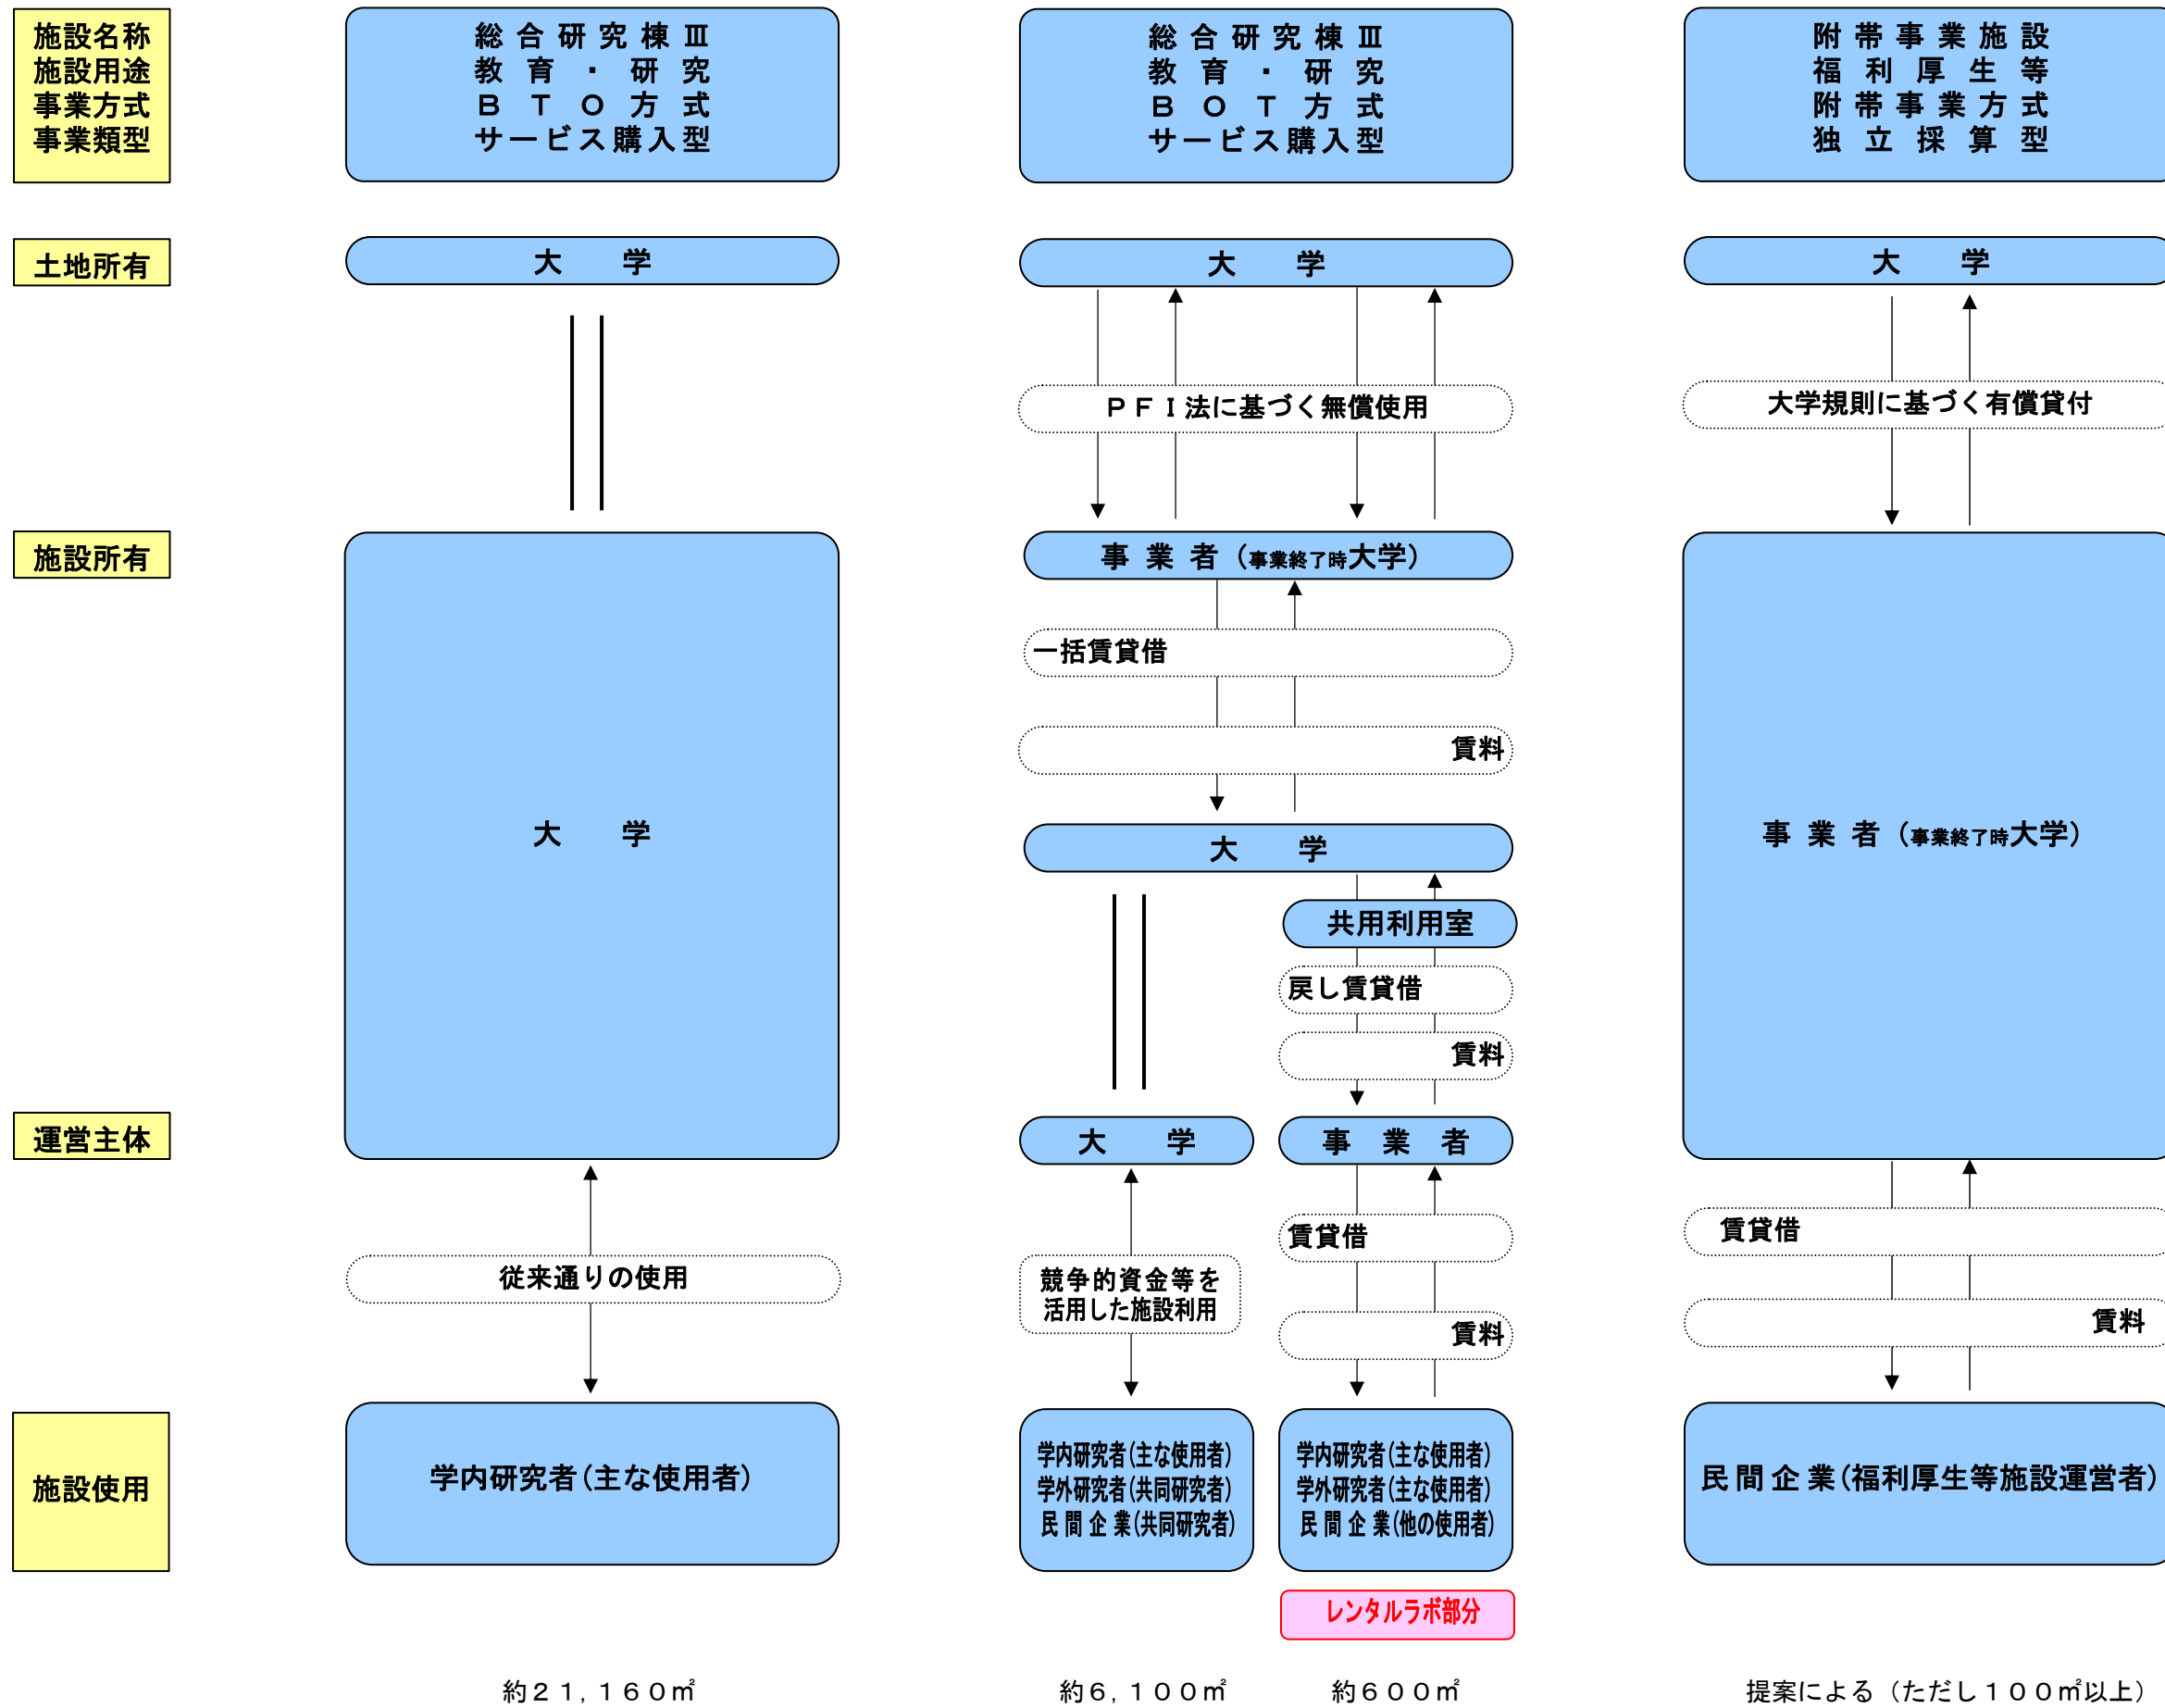 施設名称
施設用途
事業方式
事業類型
総合研究棟Ⅲ
教育・研究
ＢＴＯ方式
サービス購入型
総合研究棟Ⅲ
教育・研究
ＢＯＴ方式
サービス購入型
附帯事業施設
福利厚生等
附帯事業方式
独立採算型
土地所有
大　学
大　学
大　学
ＰＦＩ法に基づく無償使用
大学規則に基づく有償貸付
施設所有
事業者（事業終了時大学）
一括賃貸借
賃料
大　学
大　学
事業者（事業終了時大学）
共用利用室
戻し賃貸借
賃料
運営主体
大　学
事業者
従来通りの使用
競争的資金等を
活用した施設利用
賃貸借
賃料
賃貸借
賃料
施設使用
学内研究者（主な使用者）
学内研究者（主な使用者）
学外研究者（共同研究者）
民間企業（共同研究者）
学内研究者（主な使用者）
学外研究者（主な使用者）
民間企業（他の使用者）
民間企業（福利厚生等施設運営者）
レンタルラボ部分
約２１，１６０㎡
約６，１００㎡
約６００㎡
提案による（ただし１００㎡以上）